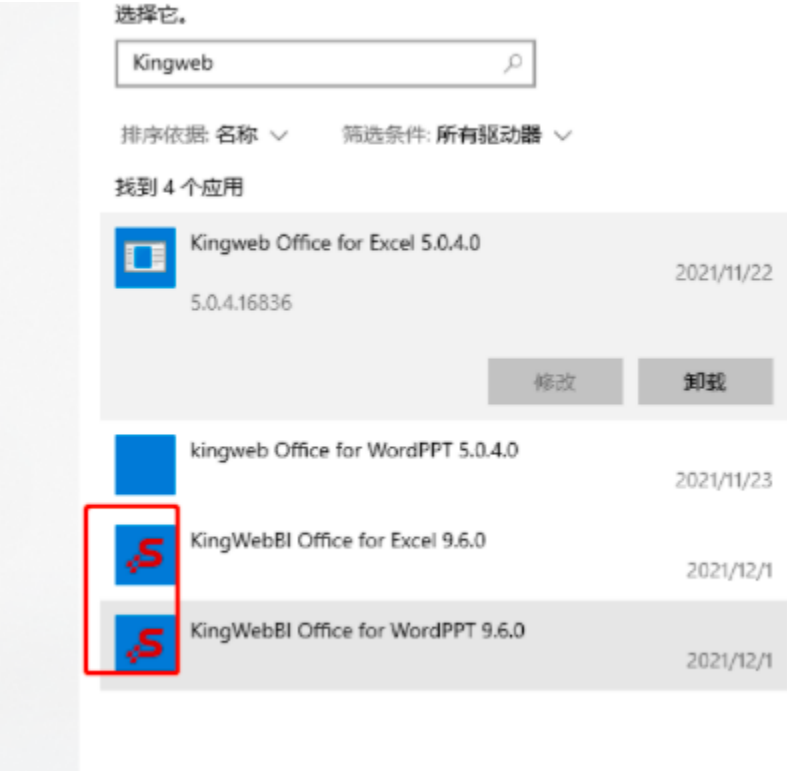 选择它。
Kingweb
排序依据: 名称 筛选条件: 所有驱动器
找到 4 个应用
Kingweb Office for Excel 5.0.4.0
2021/11/22
5.0.4.16836
修改 卸载
kingweb Office for WordPPT 5.0.4.0
2021/11/23
KingWebBI Office for Excel 9.6.0
2021/12/1
KingWebBI Office for WordPPT 9.6.0
2021/12/1